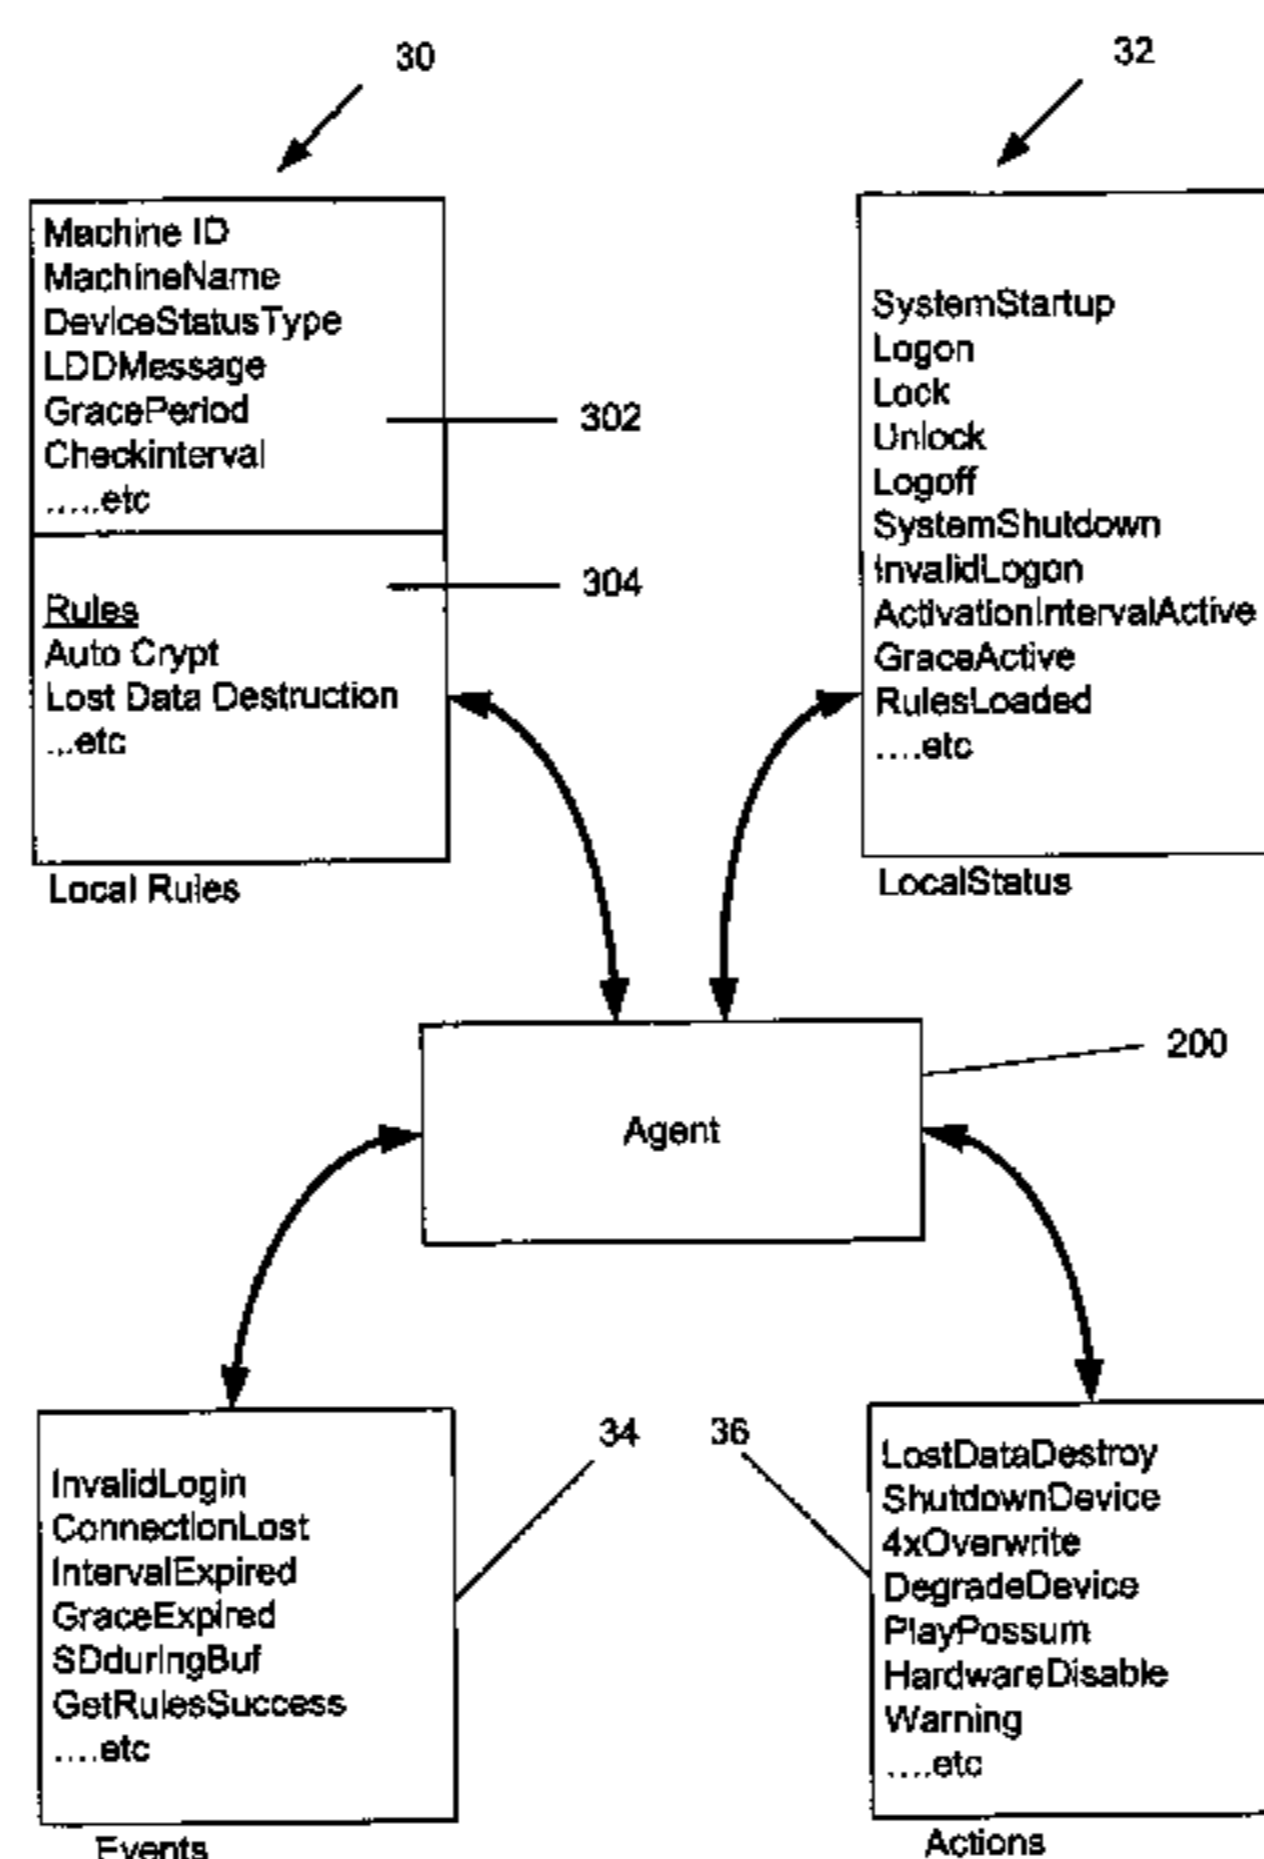 30
32
Machine ID
MachineName
DeviceStatusType
LDDMessage
GracePeriod
Checkinterval
.....etc
302
304
Rules
Auto Crypt
Lost Data Destruction
...etc
Local Rules
SystemStartup
Logon
Lock
Unlock
Logoff
SystemShutdown
InvalidLogon
ActivationIntervalActive
GraceActive
RulesLoaded
....etc
LocalStatus
200
Agent
34
36
InvalidLogin
ConnectionLost
IntervalExpired
GraceExpired
SDduringBuf
GetRulesSuccess
....etc
Events
LostDataDestroy
ShutdownDevice
4xOverwrite
DegradeDevice
PlayPossum
HardwareDisable
Warning
....etc
Actions